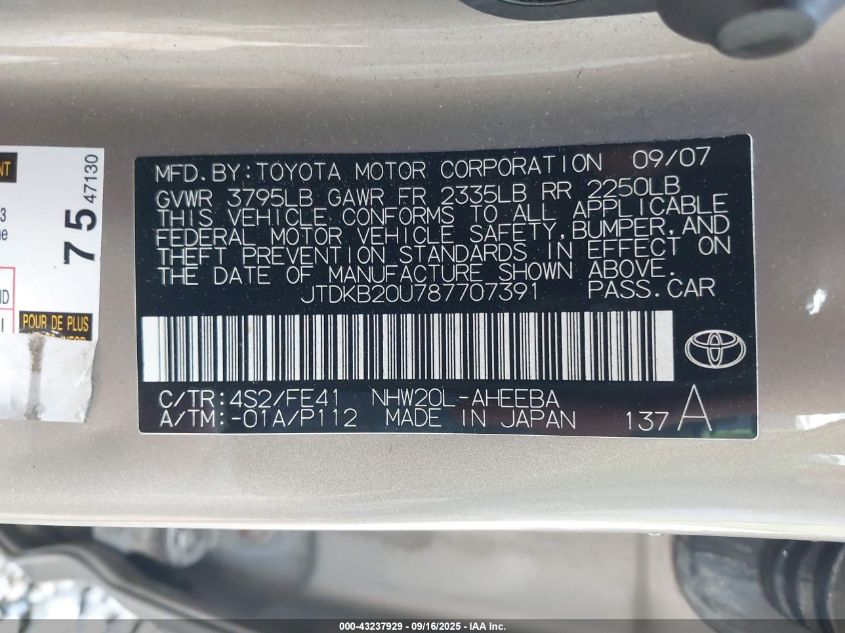 MFD.BY:TOYOTA MOTOR CORPORATION 09/07
GVWR 3795LB GAWR FR 2335LB RR 2250LB
THIS VEHICLE CONFORMS TO ALL APPLICABLE
FEDERAL MOTOR VEHICLE SAFETY,BUMPER,AND
THEFT PREVENTION STANDARDS IN EFFECT ON
THE DATE OF MANUFACTURE SHOWN ABOVE.
JTDKB20U787707391 PASS.CAR
C/TR:4S2/FE41 NHW20L-AHEEBA
A/TM:-01A/P112 MADE IN JAPAN 137 A
75 47130
POUR DE PLUS
000-43237929 - 09/16/2025 - IAA Inc.